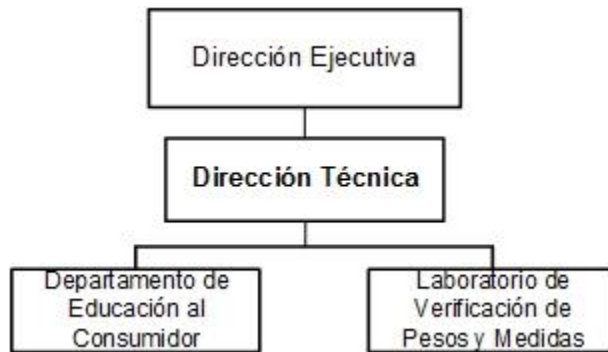 Dirección Ejecutiva
Dirección Técnica
Departamento de
Educación al
Consumidor
Laboratorio de
Verificación de
Pesos y Medidas